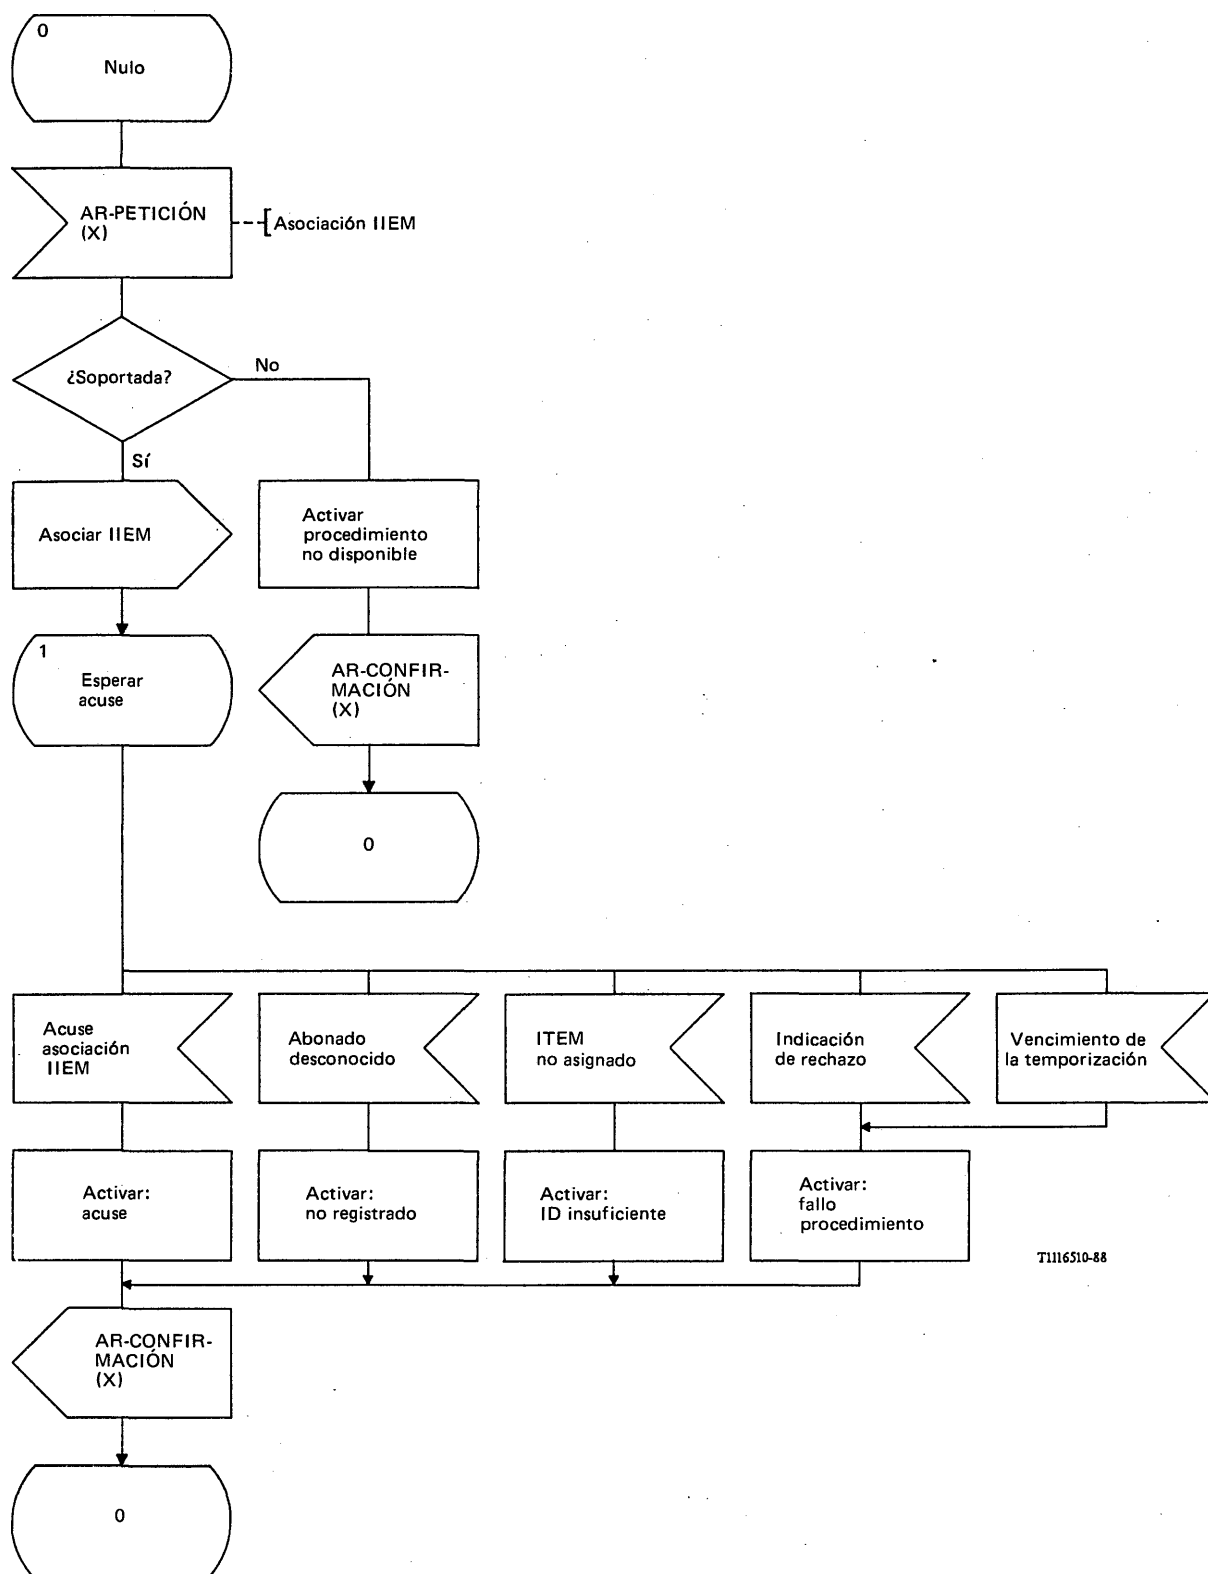 0
Nulo
AR-PETICIÓN
(X)
Asociación IIEM
¿Soportada?
No
Sí
Asociar IIEM
Activar
procedimiento
no disponible
1
Esperar
acuse
AR-CONFIR-
MACIÓN
(X)
0
Acuse
asociación
IIEM
Abonado
desconocido
ITEM
no asignado
Indicación
de rechazo
Vencimiento de
la temporización
Activar:
acuse
Activar:
no registrado
Activar:
ID insuficiente
Activar:
fallo
procedimiento
T1116510-88
AR-CONFIR-
MACIÓN
(X)
0